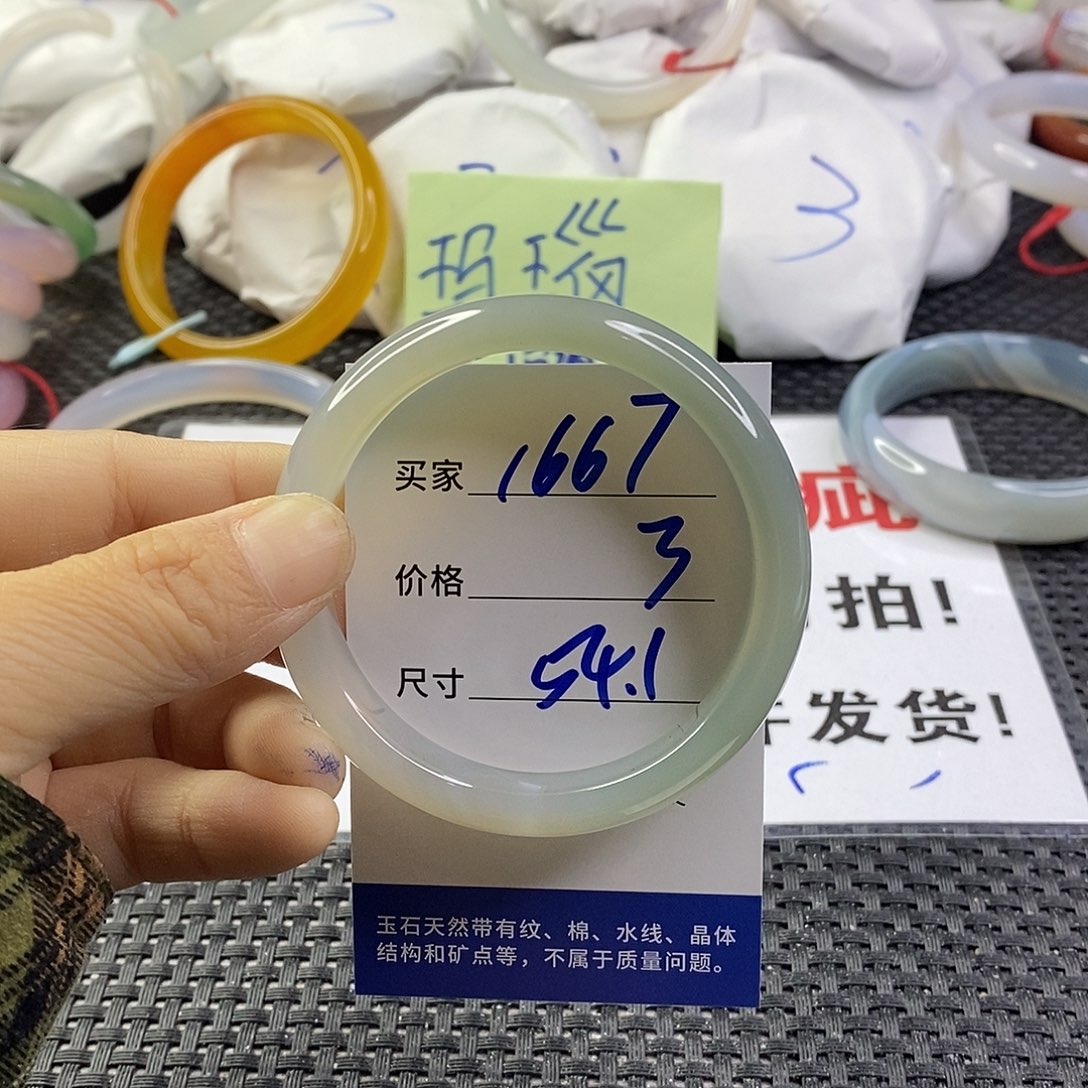 3
玛瑙
买家 1667
价格 3
尺寸 54.1
疵
拍!
发货!
玉石天然带有纹、棉、水线、晶体
结构和矿点等，不属于质量问题。